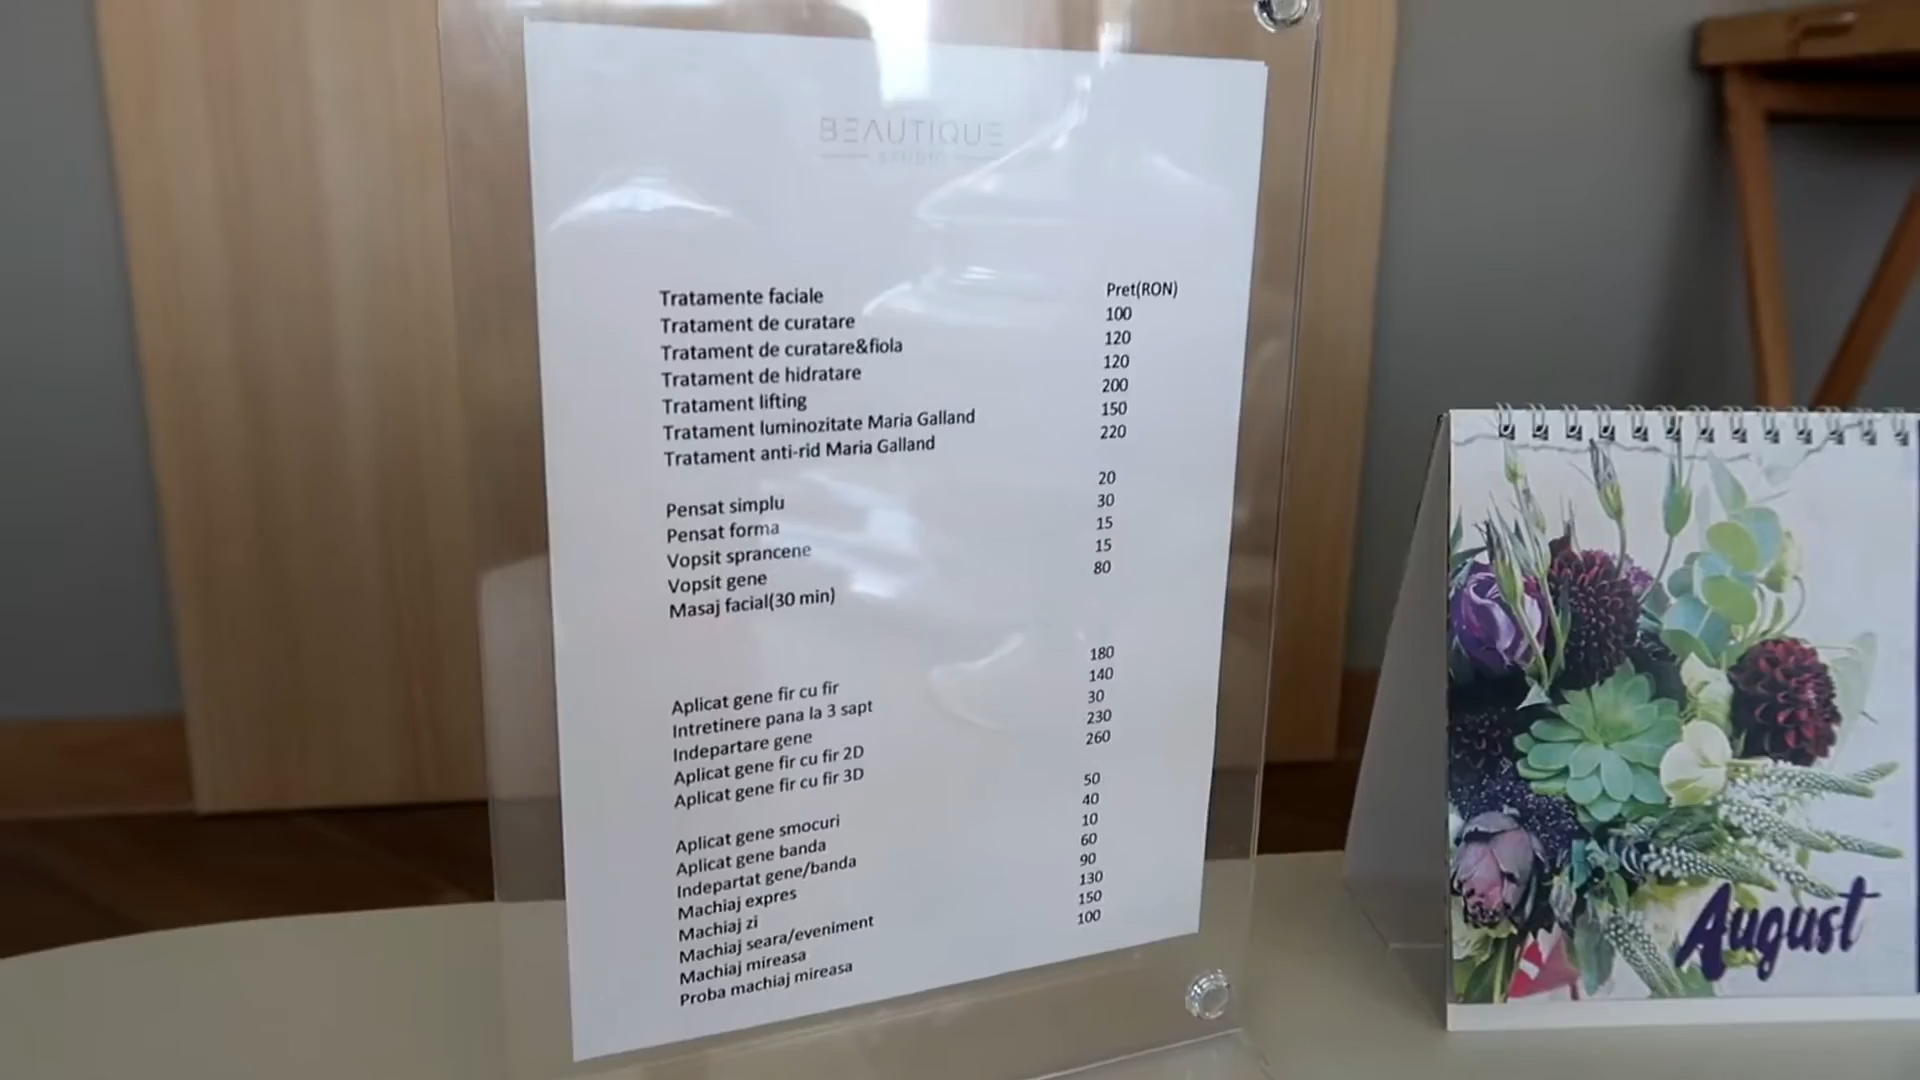 BEAUTIQUE
STUDIO
Tratamente faciale Pret(RON)
Tratament de curatare 100
Tratament de curatare&fiola 120
Tratament de hidratare 120
Tratament lifting 200
Tratament luminozitate Maria Galland 150
Tratament anti-rid Maria Galland 220
Pensat simplu 20
Pensat forma 30
Vopsit sprancene 15
Vopsit gene 15
Masaj facial(30 min) 80
Aplicat gene fir cu fir 180
Intretinere pana la 3 sapt 140
Indepartare gene 30
Aplicat gene fir cu fir 2D 230
Aplicat gene fir cu fir 3D 260
Aplicat gene smocuri 50
Aplicat gene banda 40
Indepartat gene/banda 10
Machiaj expres 60
Machiaj zi 90
Machiaj seara/eveniment 130
Machiaj mireasa 150
Proba machiaj mireasa 100
August